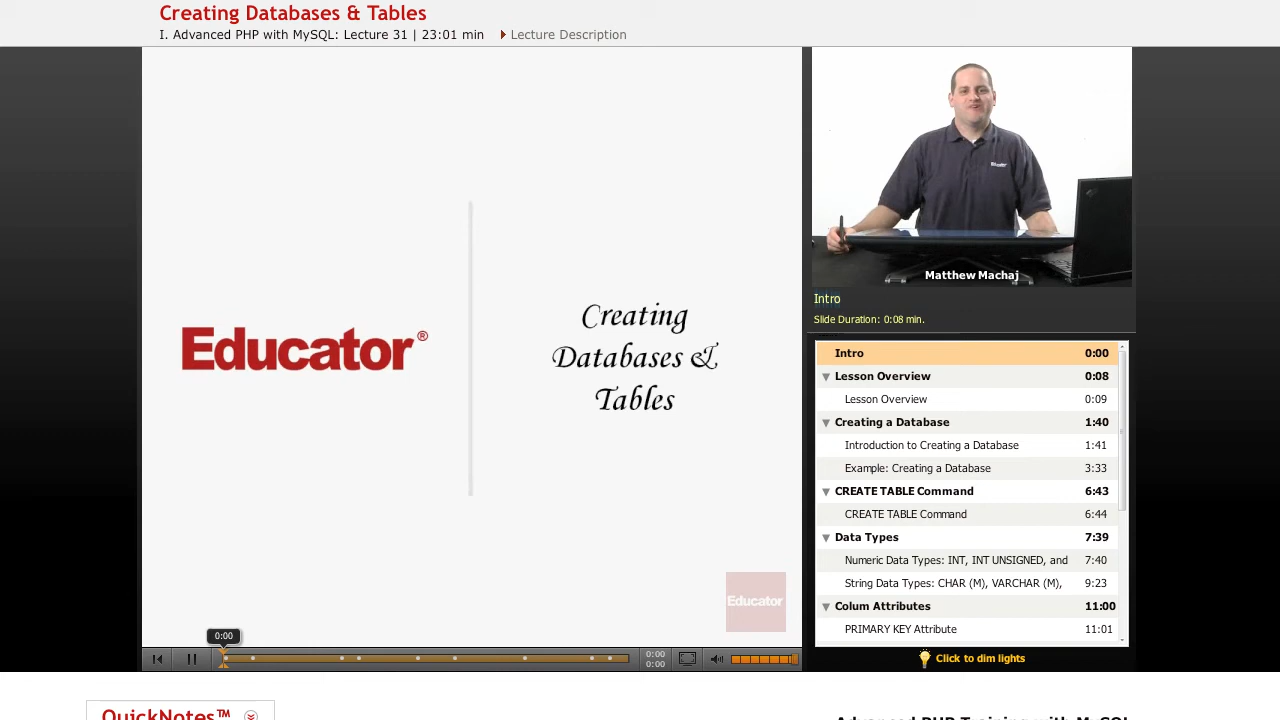 Creating Databases & Tables
I. Advanced PHP with MySQL: Lecture 31 | 23:01 min
Lecture Description
Educator®
Creating
Databases &
Tables
Educator
Matthew Machaj
Intro
Slide Duration: 0:08 min.
Intro 0:00
Lesson Overview 0:08
Lesson Overview 0:09
Creating a Database 1:40
Introduction to Creating a Database 1:41
Example: Creating a Database 3:33
CREATE TABLE Command 6:43
CREATE TABLE Command 6:44
Data Types 7:39
Numeric Data Types: INT, INT UNSIGNED, and 7:40
String Data Types: CHAR (M), VARCHAR (M), 9:23
Colum Attributes 11:00
PRIMARY KEY Attribute 11:01
0:00
0:00
0:00
Click to dim lights
QuickNotes™
Advanced PHP Training with MySQL